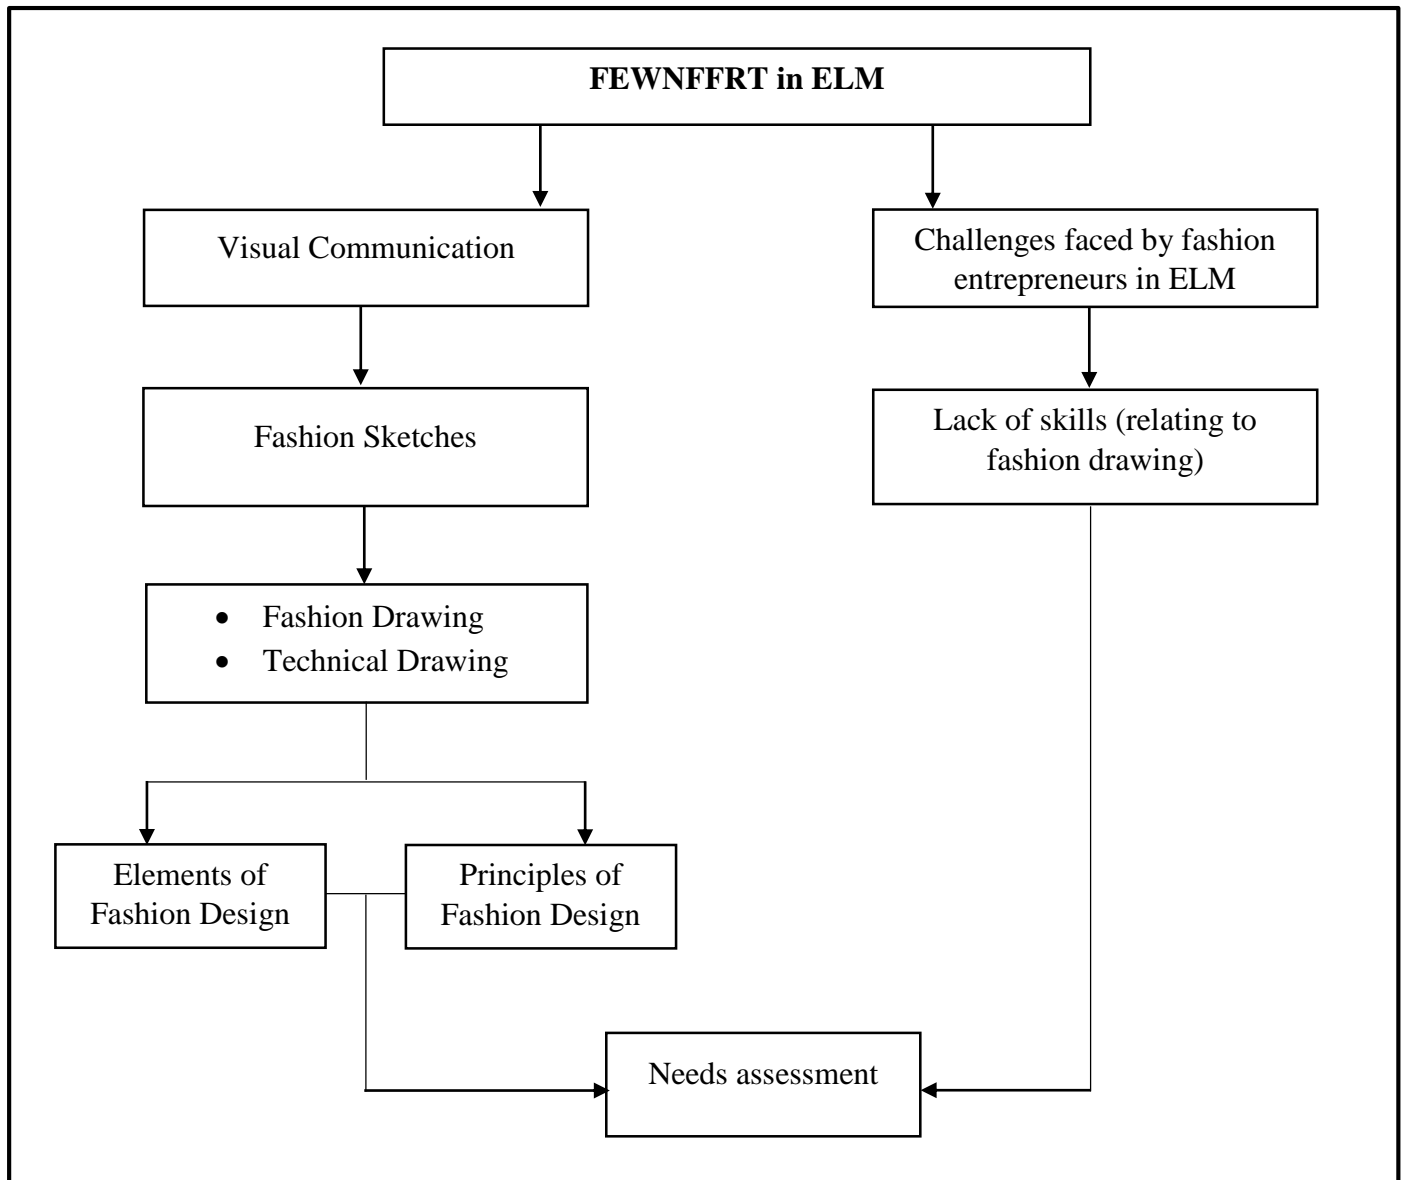 FEWNFFRT in ELM
Visual Communication
Challenges faced by fashion
entrepreneurs in ELM
Fashion Sketches
Lack of skills (relating to
fashion drawing)
• Fashion Drawing
• Technical Drawing
Elements of
Fashion Design
Principles of
Fashion Design
Needs assessment